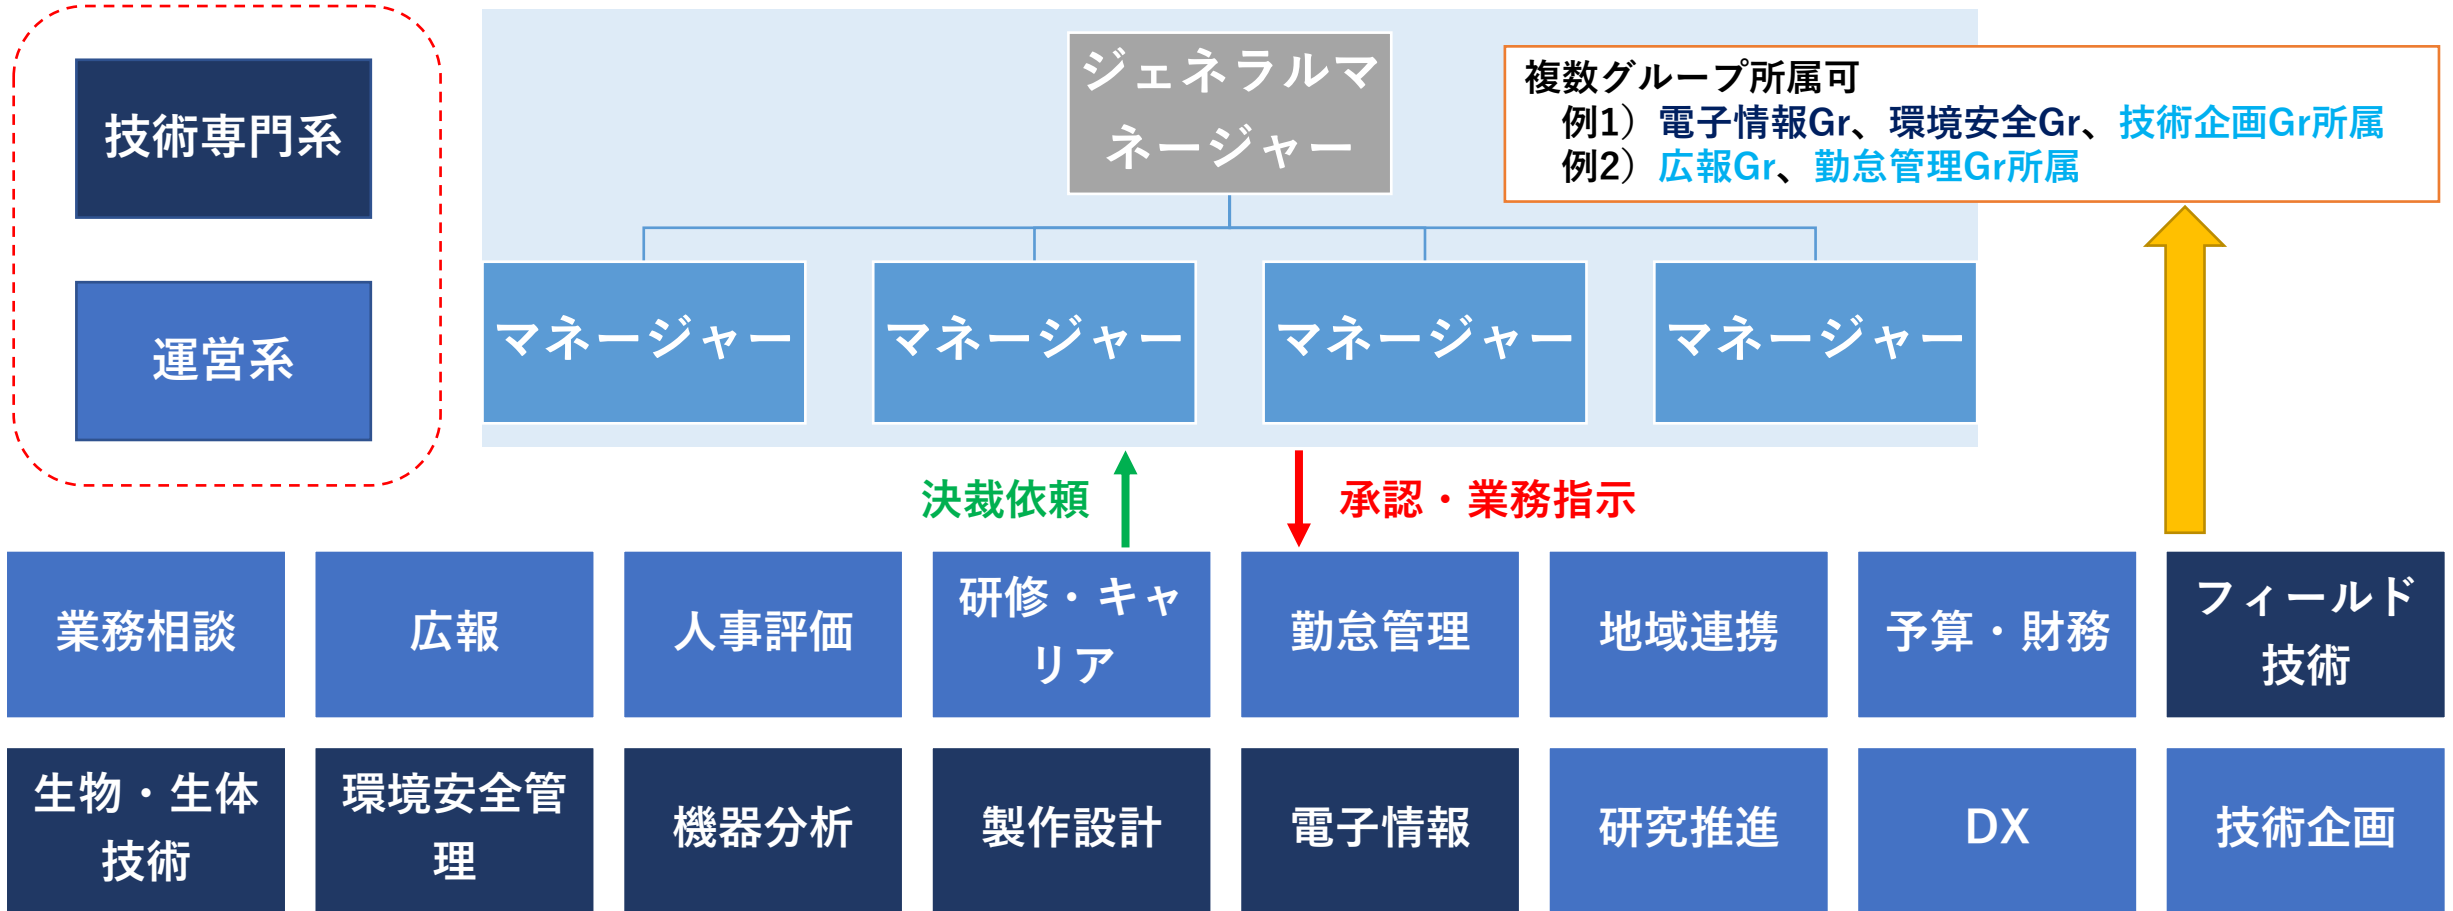 技術専門系
運営系
ジェネラルマ
ネージャー
複数グループ所属可
例1）電子情報Gr、環境安全Gr、技術企画Gr所属
例2）広報Gr、勤怠管理Gr所属
マネージャー
マネージャー
マネージャー
マネージャー
決裁依頼
承認・業務指示
業務相談
広報
人事評価
研修・キャ
リア
勤怠管理
地域連携
予算・財務
フィールド
技術
生物・生体
技術
環境安全管
理
機器分析
製作設計
電子情報
研究推進
DX
技術企画